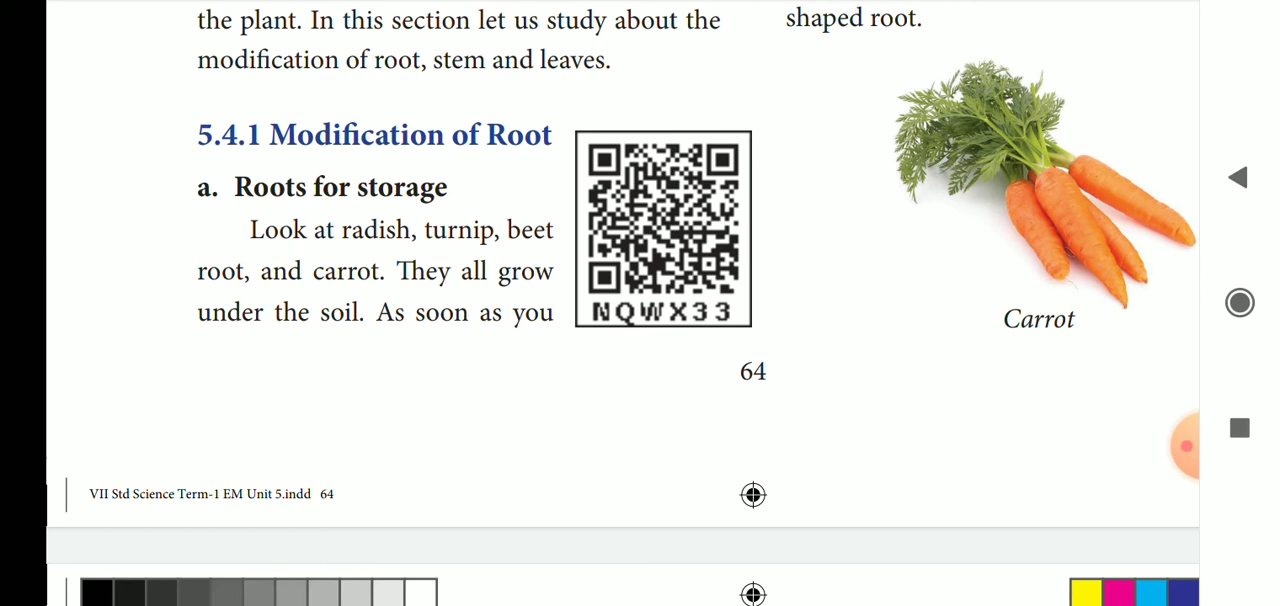 the plant. In this section let us study about the
modification of root, stem and leaves.
5.4.1 Modification of Root
a. Roots for storage
Look at radish, turnip, beet
root, and carrot. They all grow
under the soil. As soon as you
NQWX33
shaped root.
Carrot
64
VII Std Science Term-1 EM Unit 5.indd 64